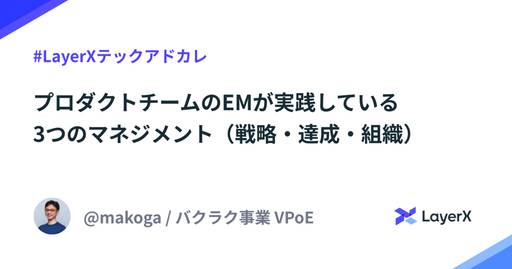 #LayerXテックアドカレ
プロダクトチームのEMが実践している
3つのマネジメント（戦略・達成・組織）
@makoga / バクラク事業 VPoE
LayerX